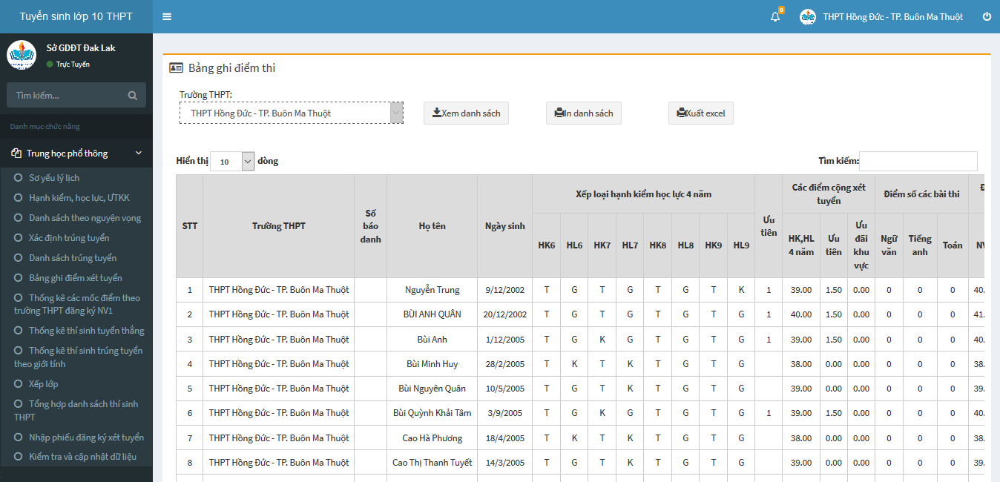 Tuyển sinh lớp 10 THPT
0
THPT Hồng Đức - TP. Buôn Ma Thuột
Sở GDĐT Đak Lak
Trực Tuyến
Tìm kiếm...
Danh mục chức năng
Trung học phổ thông
Sơ yếu lý lịch
Hạnh kiểm, học lực, ƯTKK
Danh sách theo nguyện vọng
Xác định trúng tuyển
Danh sách trúng tuyển
Bảng ghi điểm xét tuyển
Thống kê các mốc điểm theo
trường THPT đăng ký NV1
Thống kê thí sinh tuyển thẳng
Thống kê thí sinh trúng tuyển
theo giới tính
Xếp lớp
Tổng hợp danh sách thí sinh
THPT
Nhập phiếu đăng ký xét tuyển
Kiểm tra và cập nhật dữ liệu
Bảng ghi điểm thi
Trường THPT:
THPT Hồng Đức - TP. Buôn Ma Thuột
Xem danh sách
In danh sách
Xuất excel
Hiển thị 10 dòng
Tìm kiếm:
STT
Trường THPT
Số
báo
danh
Họ tên
Ngày sinh
Xếp loại hạnh kiểm học lực 4 năm
Ưu
tiên
Các điểm cộng xét
tuyển
Điểm số các bài thi
HK6 HL6 HK7 HL7 HK8 HL8 HK9 HL9
HK,HL
4 năm
Ưu
tiên
Ưu
đãi
khu
vực
Ngữ
văn
Tiếng
anh
Toán
1 THPT Hồng Đức - TP. Buôn Ma Thuột Nguyễn Trung 9/12/2002 T G T G T G T K 1 39.00 1.50 0.00 0 0 0 40.
2 THPT Hồng Đức - TP. Buôn Ma Thuột BÙI ANH QUÂN 20/12/2002 T G T G T G T G 1 40.00 1.50 0.00 0 0 0 41.
3 THPT Hồng Đức - TP. Buôn Ma Thuột Bùi Anh 1/12/2005 T G K G T G T G 1 39.00 1.50 0.00 0 0 0 40.
4 THPT Hồng Đức - TP. Buôn Ma Thuột Bùi Minh Huy 28/2/2005 T K T K T G T G 38.00 0.00 0.00 0 0 0 38.
5 THPT Hồng Đức - TP. Buôn Ma Thuột Bùi Nguyên Quân 10/5/2005 T G T K T G T G 39.00 0.00 0.00 0 0 0 39.
6 THPT Hồng Đức - TP. Buôn Ma Thuột Bùi Quỳnh Khải Tâm 3/9/2005 T G K G T G T G 1 39.00 1.50 0.00 0 0 0 40.
7 THPT Hồng Đức - TP. Buôn Ma Thuột Cao Hà Phương 18/4/2005 T K T K T G T G 38.00 0.00 0.00 0 0 0 38.
8 THPT Hồng Đức - TP. Buôn Ma Thuột Cao Thị Thanh Tuyết 14/3/2005 T G T K T G T G 39.00 0.00 0.00 0 0 0 39.